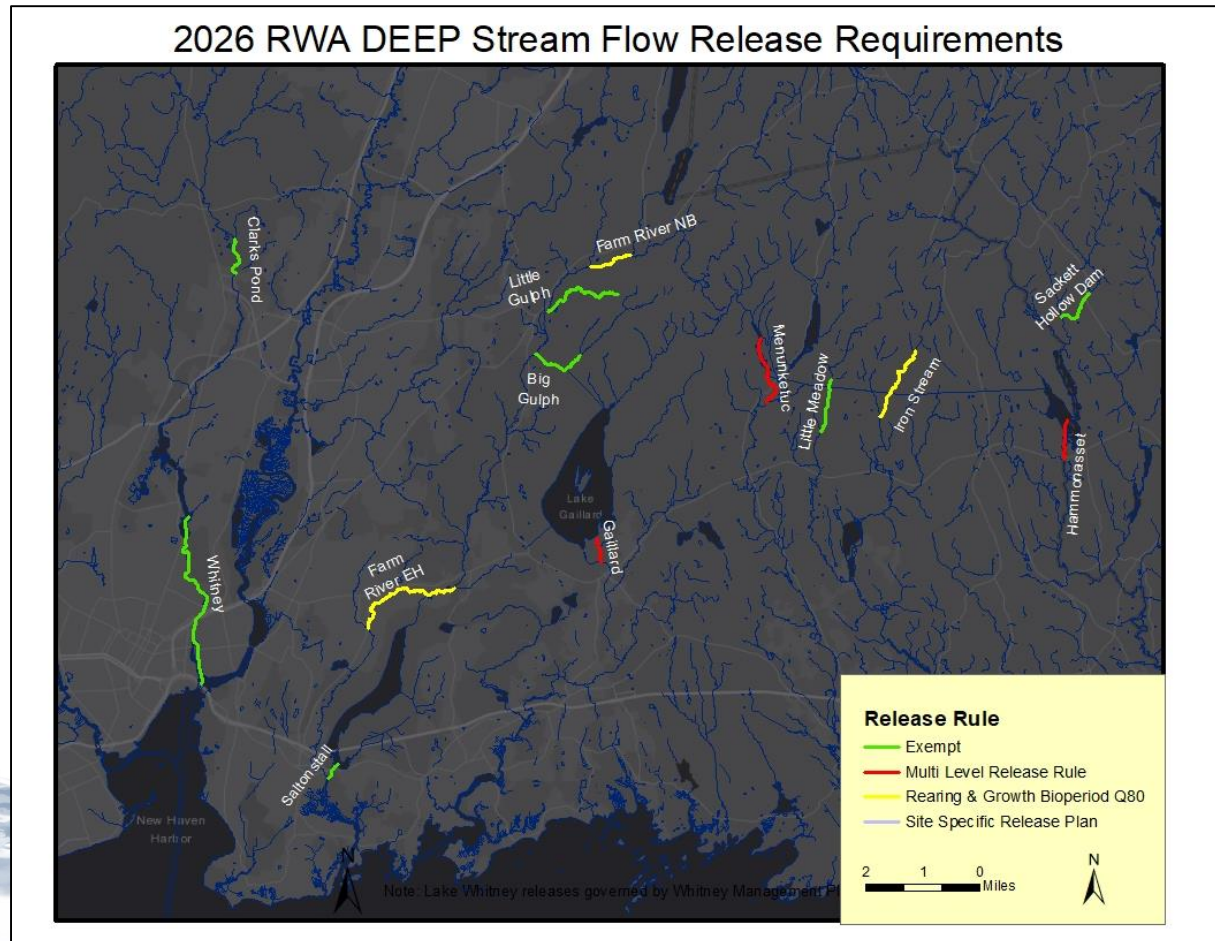 2026 RWA DEEP Stream Flow Release Requirements
Clarks Pond
Farm River NB
Little
Gulph
Sackett
Hollow Dam
Big
Gulph
Menunketuc
Little Meadow
Iron Stream
Hammonasset
Lake
Gaillard
Gaillard
Whitney
Farm
River EH
Saltonstall
New Haven
Harbor
N
Note: Lake Whitney releases governed by Whitney Management Pl
Release Rule
Exempt
Multi Level Release Rule
Rearing & Growth Bioperiod Q80
Site Specific Release Plan
2 1 0
Miles
N